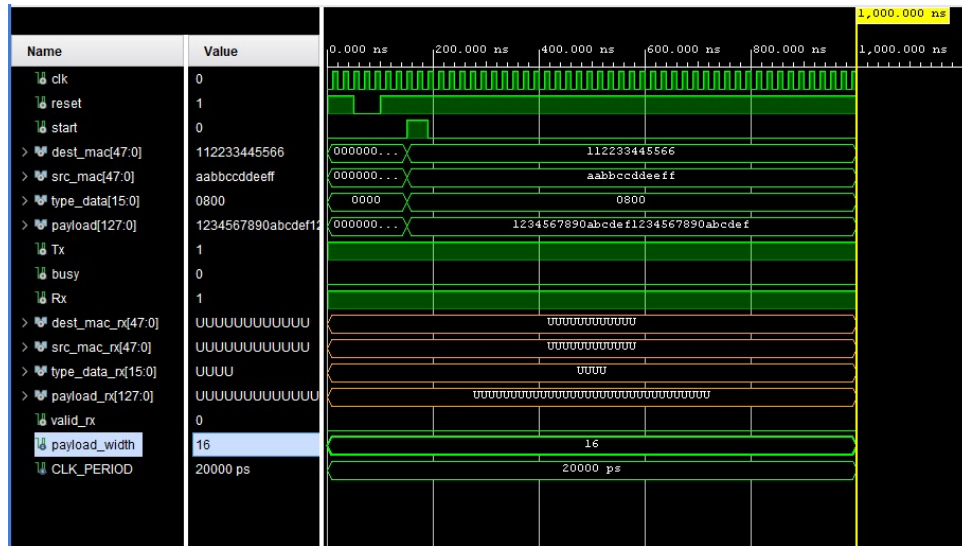 1,000.000 ns
Name Value 0.000 ns 200.000 ns 400.000 ns 600.000 ns 800.000 ns 1,000.000 ns
clk 0
reset 1
start 0
dest_mac[47:0] 112233445566 000000... 112233445566
src_mac[47:0] aabbccddeeff 000000... aabbccddeeff
type_data[15:0] 0800 0000 0800
payload[127:0] 1234567890abcdef12 000000... 1234567890abcdef1234567890abcdef
Tx 1
busy 0
Rx 1
dest_mac_rx[47:0] UUUUUUUUUUUU UUUUUUUUUUUU
src_mac_rx[47:0] UUUUUUUUUUUU UUUUUUUUUUUU
type_data_rx[15:0] UUUU UUUU
payload_rx[127:0] UUUUUUUUUUUUU UUUUUUUUUUUUUUUUUUUUUUUUUUUUUUUU
valid_rx 0
payload_width 16 16
CLK_PERIOD 20000 ps 20000 ps